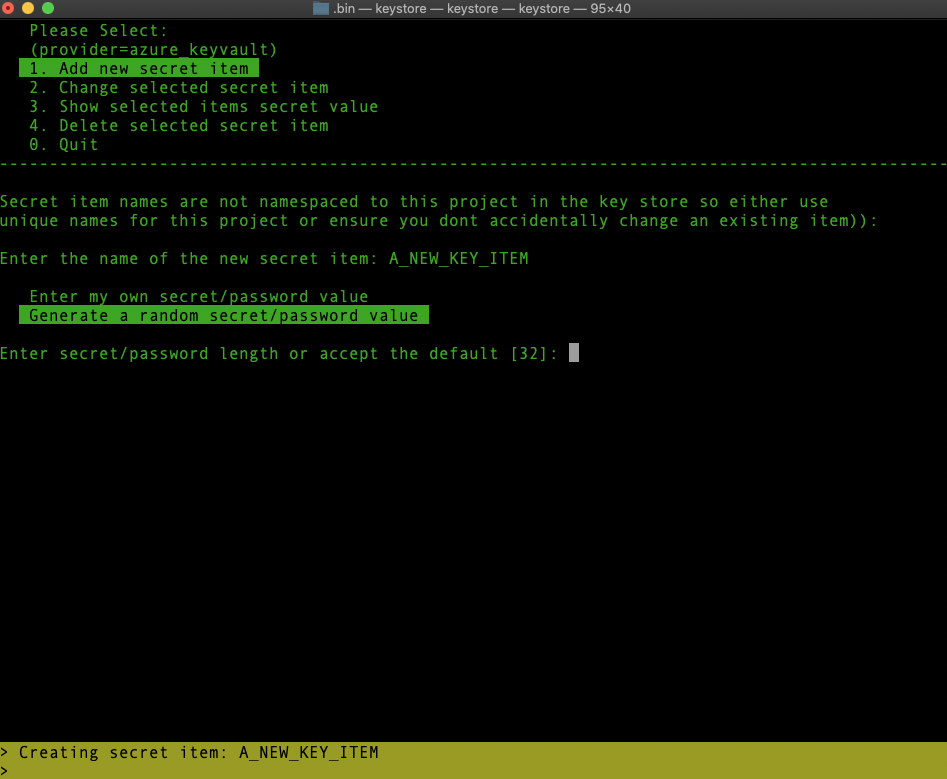 .bin — keystore — keystore — keystore — 95×40
Please Select:
(provider=azure_keyvault)
1. Add new secret item
2. Change selected secret item
3. Show selected items secret value
4. Delete selected secret item
0. Quit
-----------------------------------------------------------------------------------------------
Secret item names are not namespaced to this project in the key store so either use
unique names for this project or ensure you dont accidentally change an existing item)):
Enter the name of the new secret item: A_NEW_KEY_ITEM
Enter my own secret/password value
Generate a random secret/password value
Enter secret/password length or accept the default [32]:
> Creating secret item: A_NEW_KEY_ITEM
>